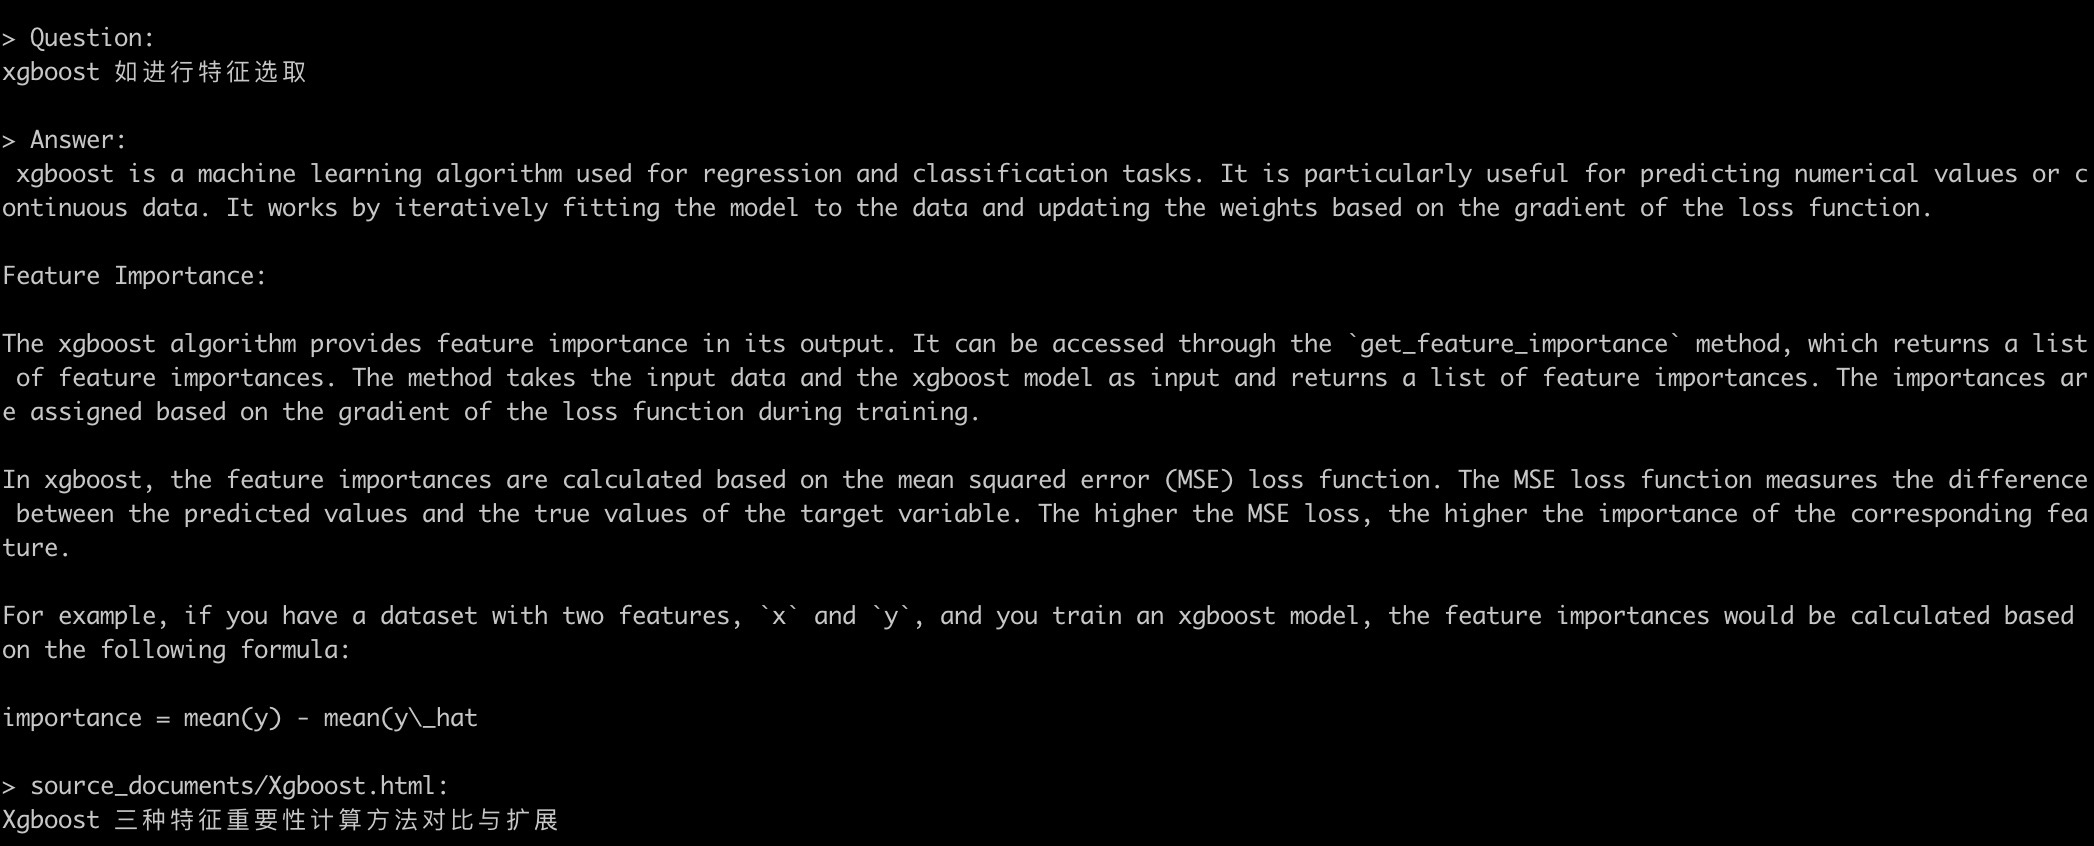 > Question:
xgboost 如进行特征选取
> Answer:
 xgboost is a machine learning algorithm used for regression and classification tasks. It is particularly useful for predicting numerical values or c
ontinuous data. It works by iteratively fitting the model to the data and updating the weights based on the gradient of the loss function.
Feature Importance:
The xgboost algorithm provides feature importance in its output. It can be accessed through the `get_feature_importance` method, which returns a list
 of feature importances. The method takes the input data and the xgboost model as input and returns a list of feature importances. The importances ar
e assigned based on the gradient of the loss function during training.
In xgboost, the feature importances are calculated based on the mean squared error (MSE) loss function. The MSE loss function measures the difference
 between the predicted values and the true values of the target variable. The higher the MSE loss, the higher the importance of the corresponding fea
ture.
For example, if you have a dataset with two features, `x` and `y`, and you train an xgboost model, the feature importances would be calculated based
on the following formula:
importance = mean(y) - mean(y\_hat
> source_documents/Xgboost.html:
Xgboost 三种特征重要性计算方法对比与扩展